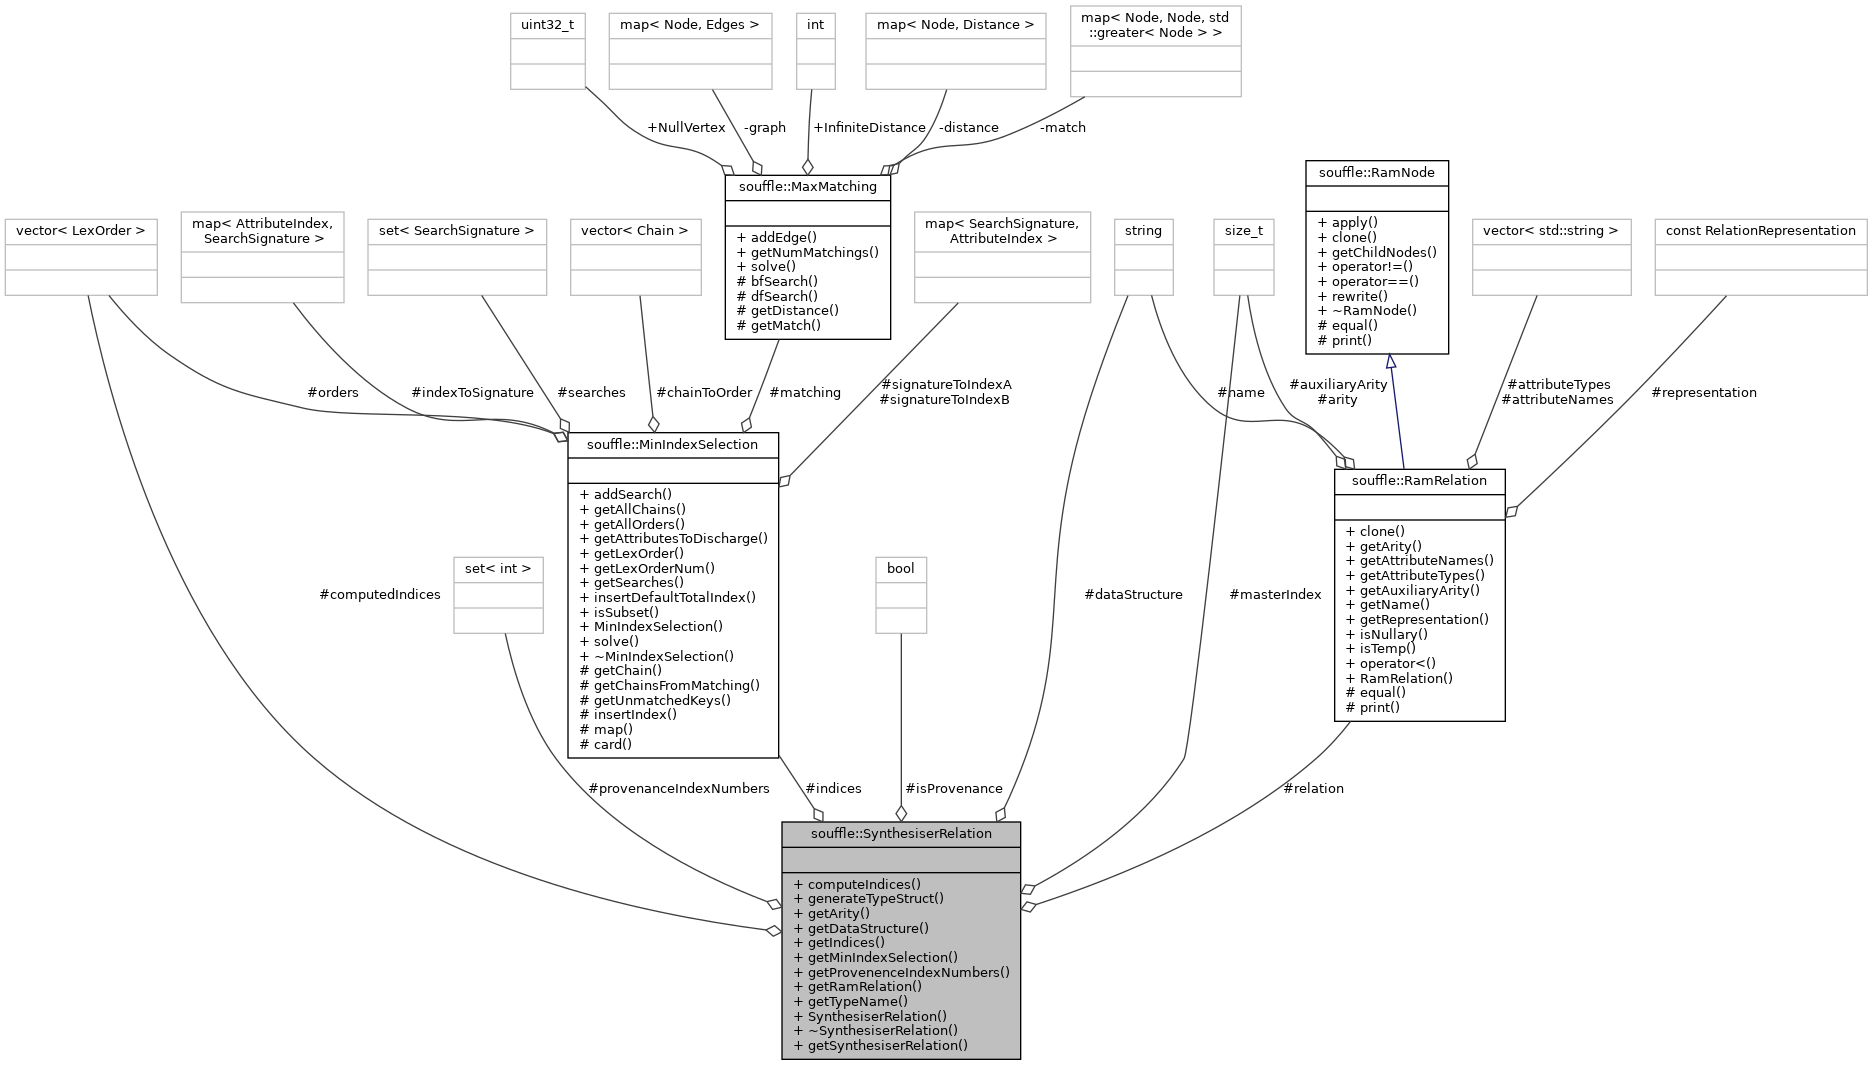 uint32_t
map< Node, Edges >
int
map< Node, Distance >
map< Node, Node, std
::greater< Node > >
+NullVertex
-graph
+InfiniteDistance
-distance
-match
souffle::MaxMatching
+ addEdge()
+ getNumMatchings()
+ solve()
# bfSearch()
# dfSearch()
# getDistance()
# getMatch()
souffle::RamNode
+ apply()
+ clone()
+ getChildNodes()
+ operator!=()
+ operator==()
+ rewrite()
+ ~RamNode()
# equal()
# print()
vector< LexOrder >
map< AttributeIndex,
SearchSignature >
set< SearchSignature >
vector< Chain >
map< SearchSignature,
AttributeIndex >
string
size_t
vector< std::string >
const RelationRepresentation
#orders
#indexToSignature
#searches
#chainToOrder
#matching
#signatureToIndexA
#signatureToIndexB
#name
#auxiliaryArity
#arity
#attributeTypes
#attributeNames
#representation
souffle::MinIndexSelection
+ addSearch()
+ getAllChains()
+ getAllOrders()
+ getAttributesToDischarge()
+ getLexOrder()
+ getLexOrderNum()
+ getSearches()
+ insertDefaultTotalIndex()
+ isSubset()
+ MinIndexSelection()
+ solve()
+ ~MinIndexSelection()
# getChain()
# getChainsFromMatching()
# getUnmatchedKeys()
# insertIndex()
# map()
# card()
souffle::RamRelation
+ clone()
+ getArity()
+ getAttributeNames()
+ getAttributeTypes()
+ getAuxiliaryArity()
+ getName()
+ getRepresentation()
+ isNullary()
+ isTemp()
+ operator<()
+ RamRelation()
# equal()
# print()
set< int >
bool
#computedIndices
#dataStructure
#masterIndex
#provenanceIndexNumbers
#indices
#isProvenance
#relation
souffle::SynthesiserRelation
+ computeIndices()
+ generateTypeStruct()
+ getArity()
+ getDataStructure()
+ getIndices()
+ getMinIndexSelection()
+ getProvenenceIndexNumbers()
+ getRamRelation()
+ getTypeName()
+ SynthesiserRelation()
+ ~SynthesiserRelation()
+ getSynthesiserRelation()